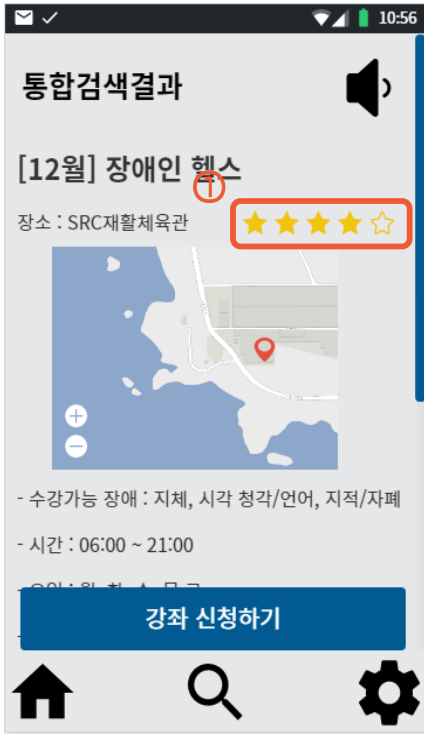 10:56
통합검색결과
[12월] 장애인 헬스
①
장소 : SRC재활체육관
- 수강가능 장애 : 지체, 시각 청각/언어, 지적/자폐
- 시간 : 06:00 ~ 21:00
강좌 신청하기